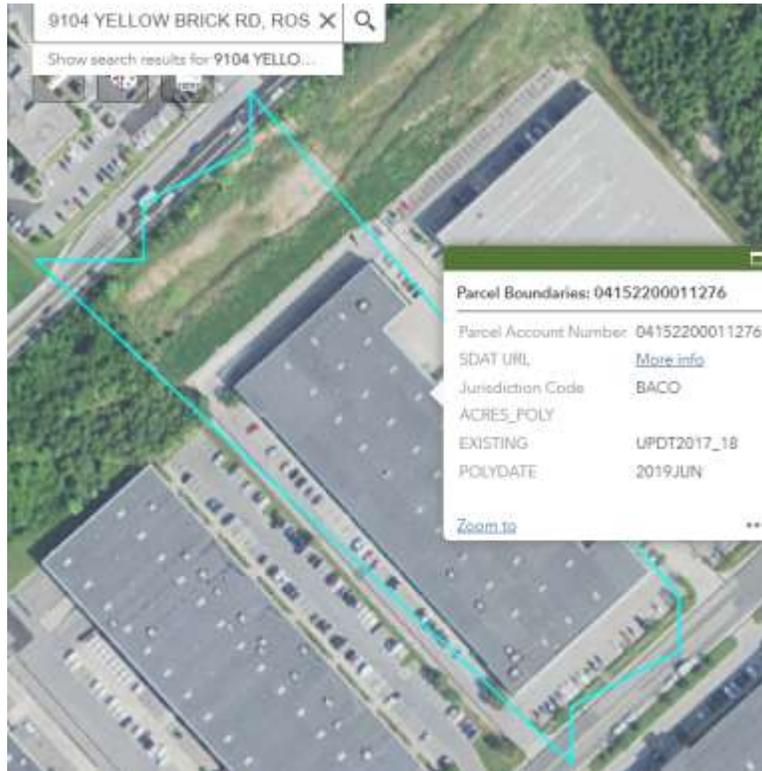 9104 YELLOW BRICK RD, ROS
Show search results for 9104 YELLO...
Parcel Boundaries: 04152200011276
Parcel Account Number 04152200011276
SDAT URL More info
Jurisdiction Code BACO
ACRES_POLY
EXISTING UPDT2017_18
POLYDATE 2019JUN
Zoom to